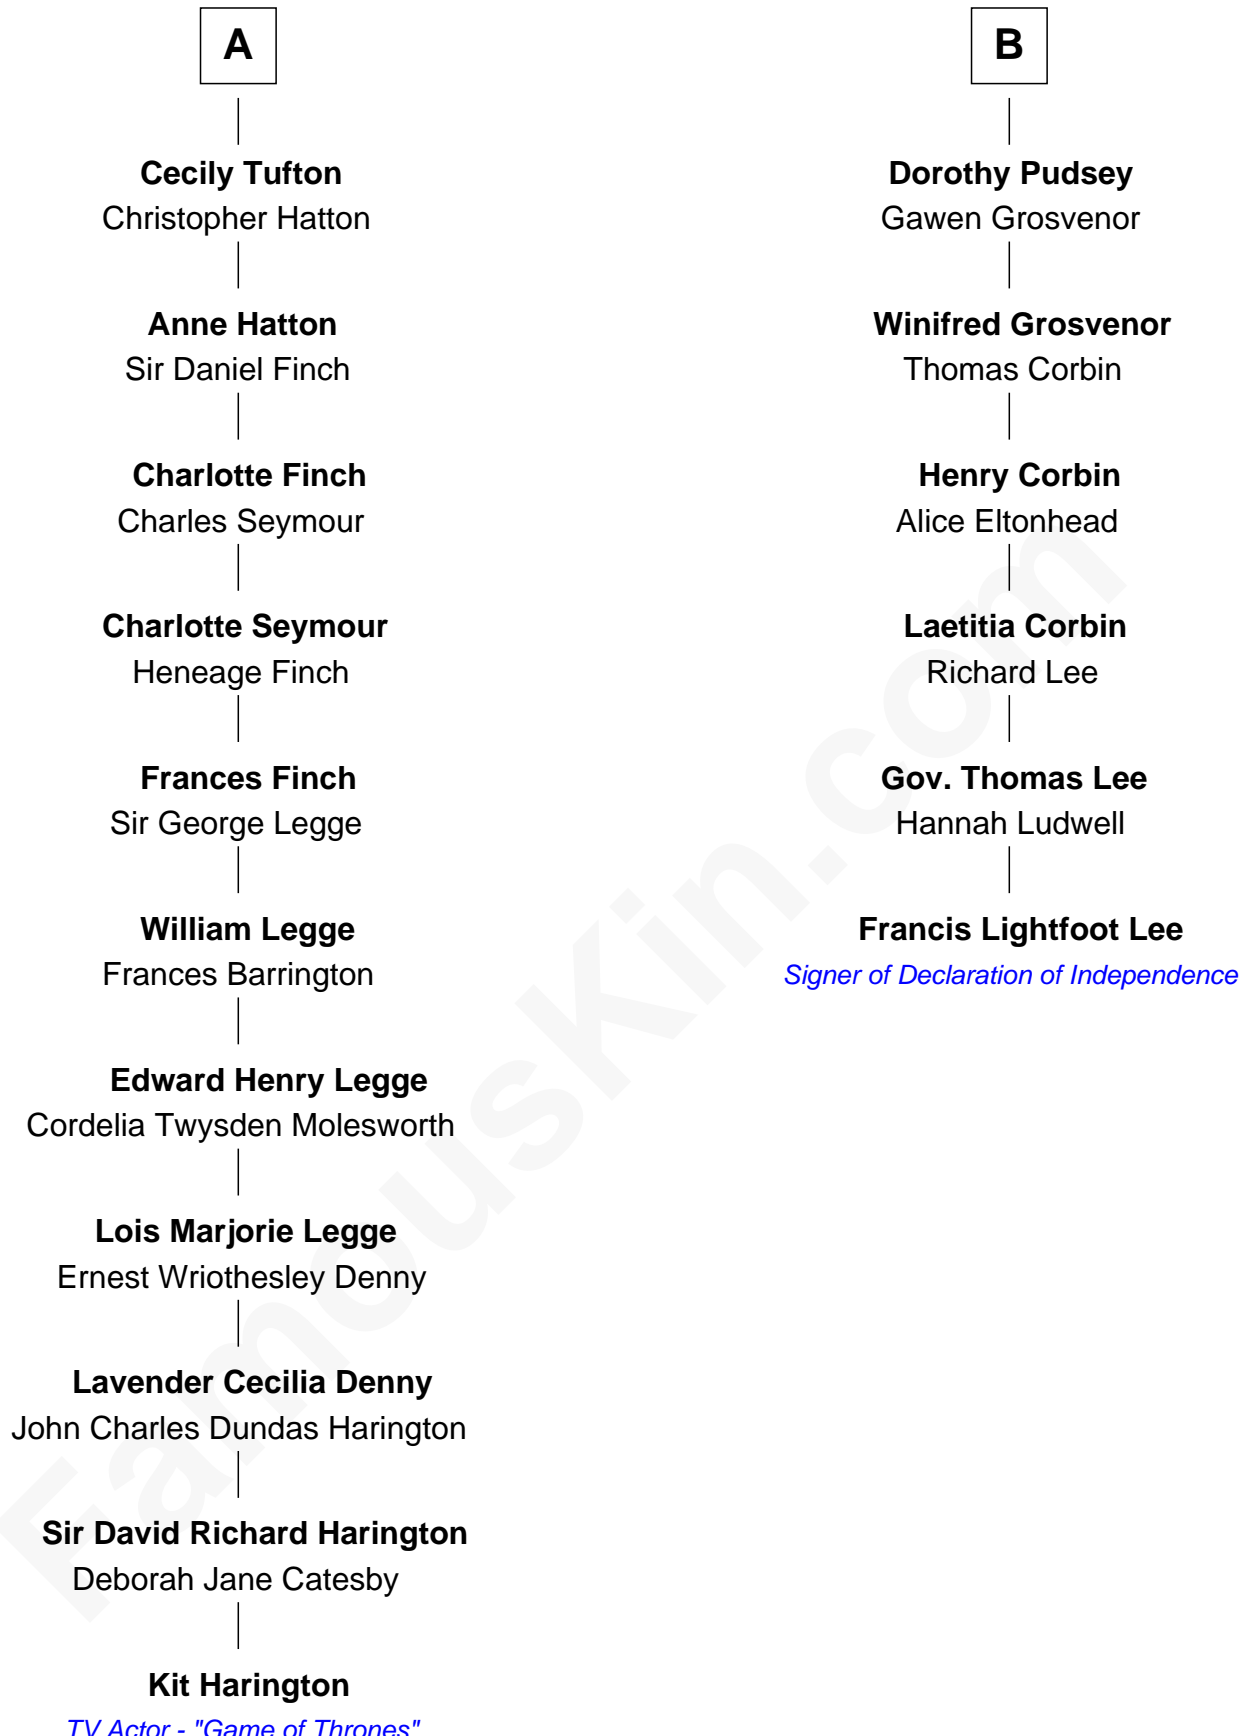 A
Cecily Tufton
Christopher Hatton
Anne Hatton
Sir Daniel Finch
Charlotte Finch
Charles Seymour
Charlotte Seymour
Heneage Finch
Frances Finch
Sir George Legge
William Legge
Frances Barrington
Edward Henry Legge
Cordelia Twysden Molesworth
Lois Marjorie Legge
Ernest Wriothesley Denny
Lavender Cecilia Denny
John Charles Dundas Harington
Sir David Richard Harington
Deborah Jane Catesby
Kit Harington
TV Actor - "Game of Thrones"
B
Dorothy Pudsey
Gawen Grosvenor
Winifred Grosvenor
Thomas Corbin
Henry Corbin
Alice Eltonhead
Laetitia Corbin
Richard Lee
Gov. Thomas Lee
Hannah Ludwell
Francis Lightfoot Lee
Signer of Declaration of Independence
FamousKin.com